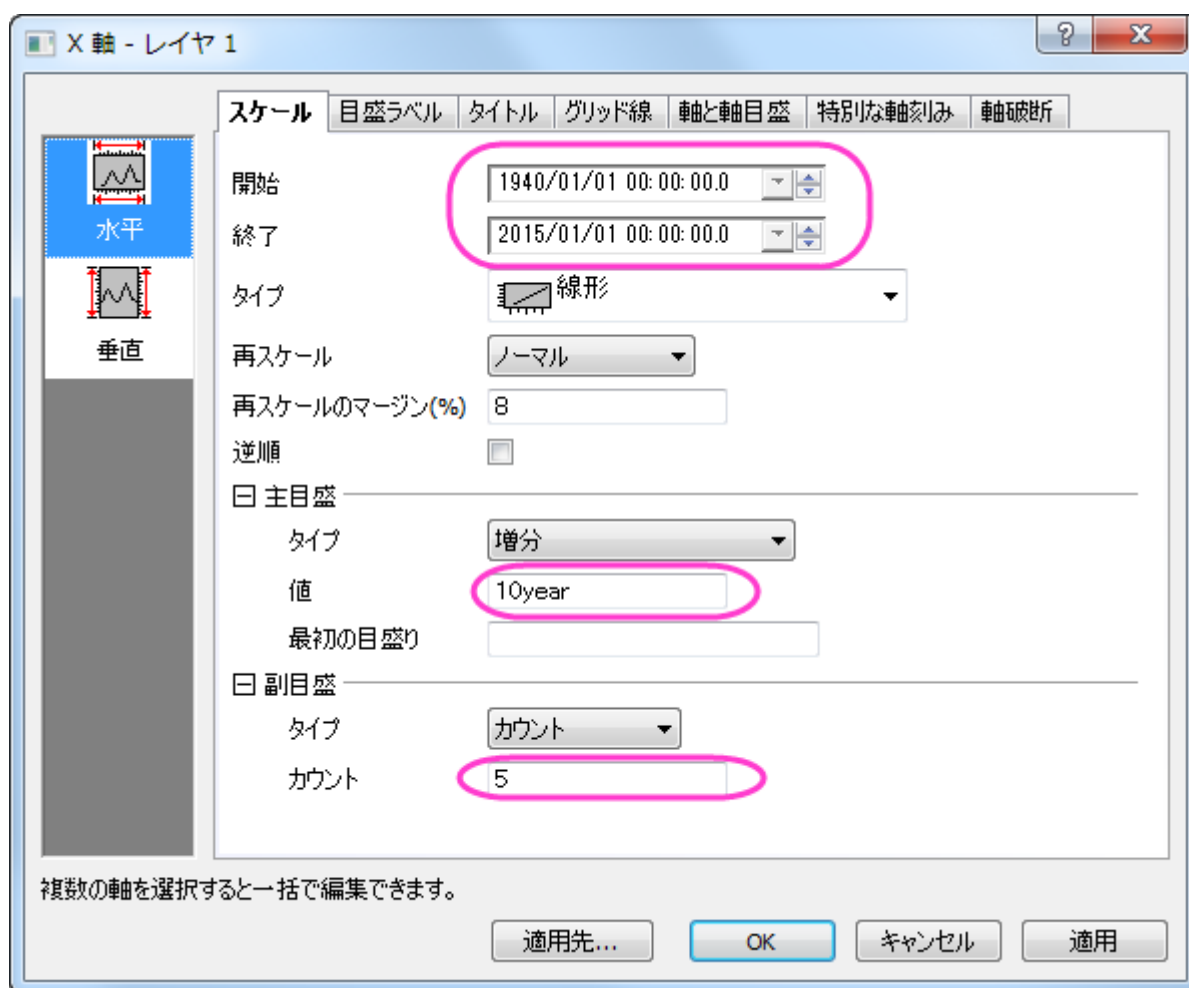 X 軸 - レイヤ 1
スケール 目盛ラベル タイトル グリッド線 軸と軸目盛 特別な軸刻み 軸破断
水平
垂直
開始 1940/01/01 00:00:00.0
終了 2015/01/01 00:00:00.0
タイプ 線形
再スケール ノーマル
再スケールのマージン(%) 8
逆順
主目盛
タイプ 増分
値 10year
最初の目盛り
副目盛
タイプ カウント
カウント 5
複数の軸を選択すると一括で編集できます。
適用先... OK キャンセル 適用